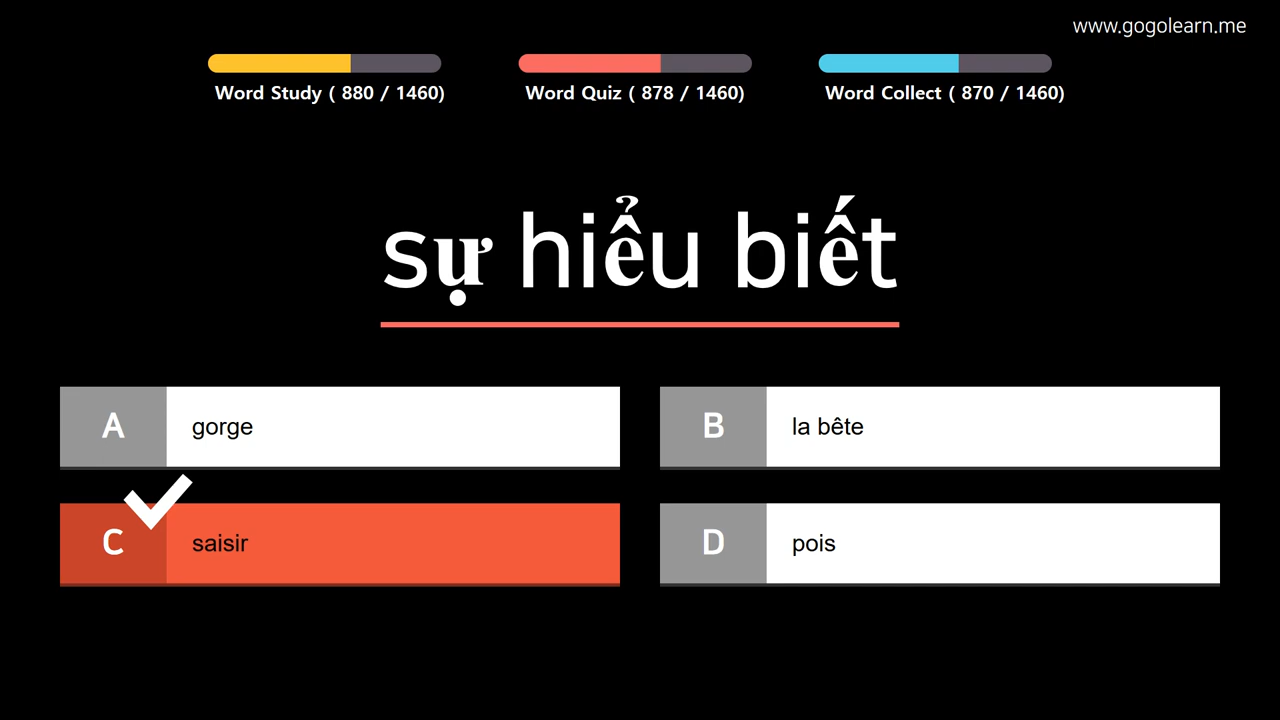 www.gogolearn.me
Word Study ( 880 / 1460)
Word Quiz ( 878 / 1460)
Word Collect ( 870 / 1460)
sự hiểu biết
A gorge
B la bête
C saisir
D pois